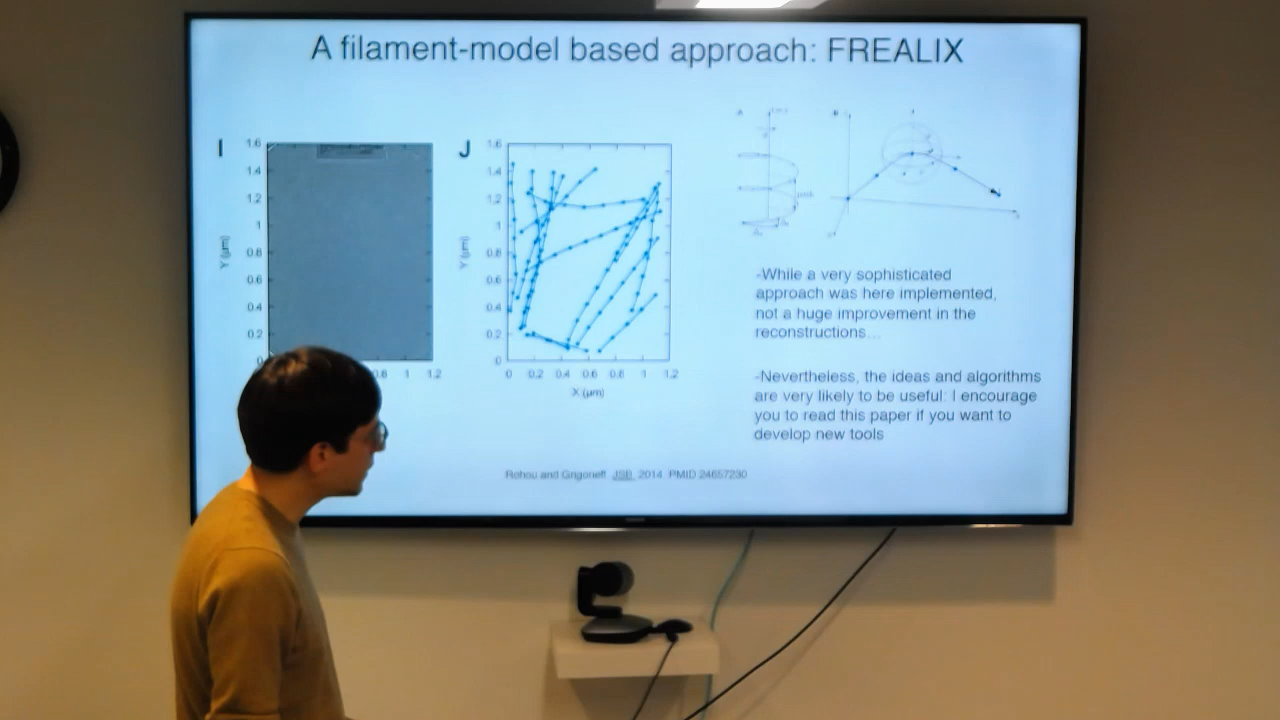 A filament-model based approach: FREALIX
I
1.6
1.4
1.2
1
0.8
0.6
0.4
0.2
0
Y (μm)
0.8
1
1.2
J
1.6
1.4
1.2
1
0.8
0.6
0.4
0.2
0
Y (μm)
0
0.2
0.4
0.6
0.8
1
1.2
X (μm)
A
B
-While a very sophisticated
approach was here implemented,
not a huge improvement in the
reconstructions…
-Nevertheless, the ideas and algorithms
are very likely to be useful: I encourage
you to read this paper if you want to
develop new tools
Rohou and Grigorieff JSB 2014 PMID 24657230